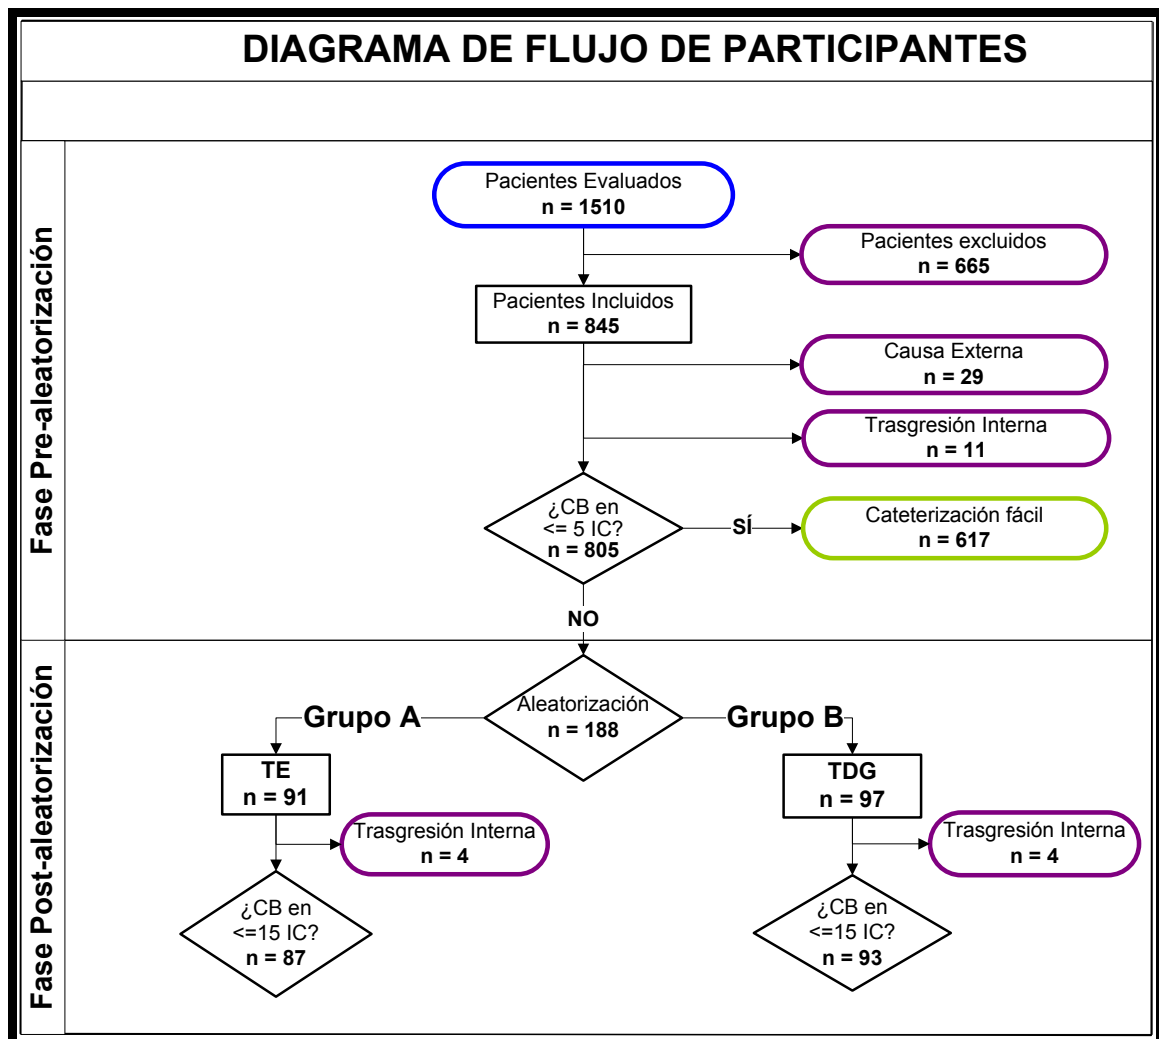 DIAGRAMA DE FLUJO DE PARTICIPANTES
Fase Pre-aleatorización
Pacientes Evaluados
n = 1510
Pacientes excluidos
n = 665
Pacientes Incluidos
n = 845
Causa Externa
n = 29
Trasgresión Interna
n = 11
¿CB en
<= 5 IC?
n = 805
SÍ
Cateterización fácil
n = 617
NO
Fase Post-aleatorización
Aleatorización
n = 188
Grupo A
Grupo B
TE
n = 91
TDG
n = 97
Trasgresión Interna
n = 4
Trasgresión Interna
n = 4
¿CB en
<=15 IC?
n = 87
¿CB en
<=15 IC?
n = 93